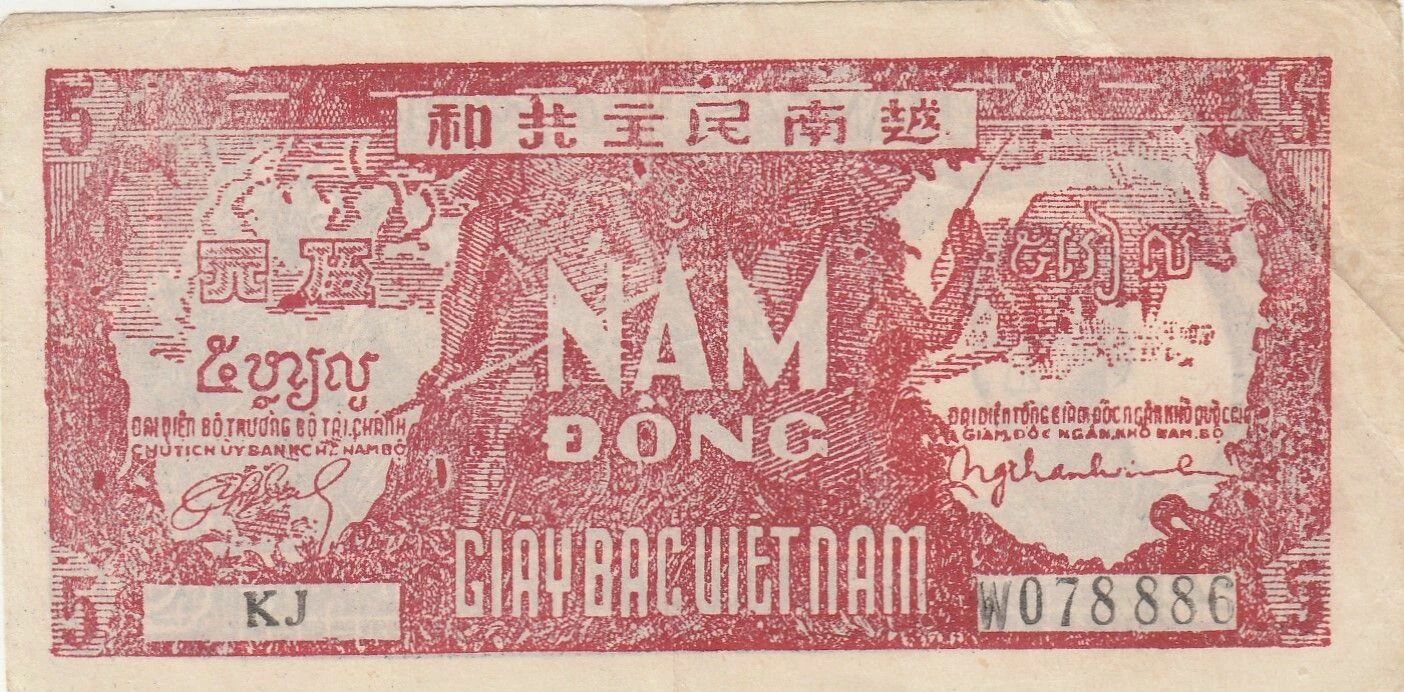 5 5
越南民主共和
伍元
NĂM
ĐỒNG
ĐẠI DIỆN BỘ TRƯỞNG BỘ TÀI CHÁNH
CHỦ TỊCH ỦY BAN KCHC NAM BỘ
ĐẠI DIỆN TỔNG GIÁM ĐỐC NGÂN KHỐ QUỐC GIA
GIÁM ĐỐC NGÂN KHỐ NAM BỘ
GIẤY BẠC VIỆT NAM
5 KJ W078886 5